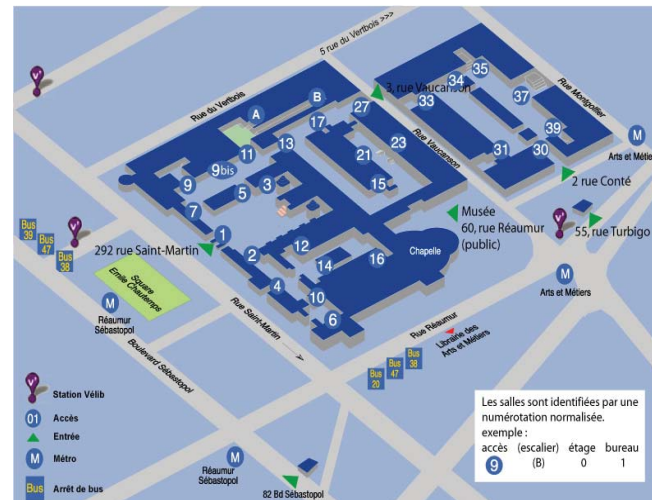 5 rue du Vertbois >>>
Rue du Vertbois
3, rue Vaucanson
Rue Montgolfier
Rue Vaucanson
A
B
27
33
34
35
37
39
17
23
M
Arts et Métiers
11
13
21
31
30
9
9bis
5
3
15
2 rue Conté
7
Musée
60, rue Réaumur
(public)
55, rue Turbigo
Bus
39
Bus
47
Bus
38
292 rue Saint-Martin
1
2
12
14
16
Chapelle
M
Arts et Métiers
Square
Emile Chautemps
4
10
6
M
Réaumur
Sébastopol
Rue Saint-Martin
Rue Réaumur
Librairie des
Arts et Métiers
Boulevard Sébastopol
Bus
20
Bus
47
Bus
38
Station Vélib
01
Accès
Entrée
M
Métro
Bus
Arrêt de bus
M
Réaumur
Sébastopol
82 Bd Sébastopol
Les salles sont identifiées par une
numérotation normalisée.
exemple :
accès (escalier) étage bureau
9 (B) 0 1